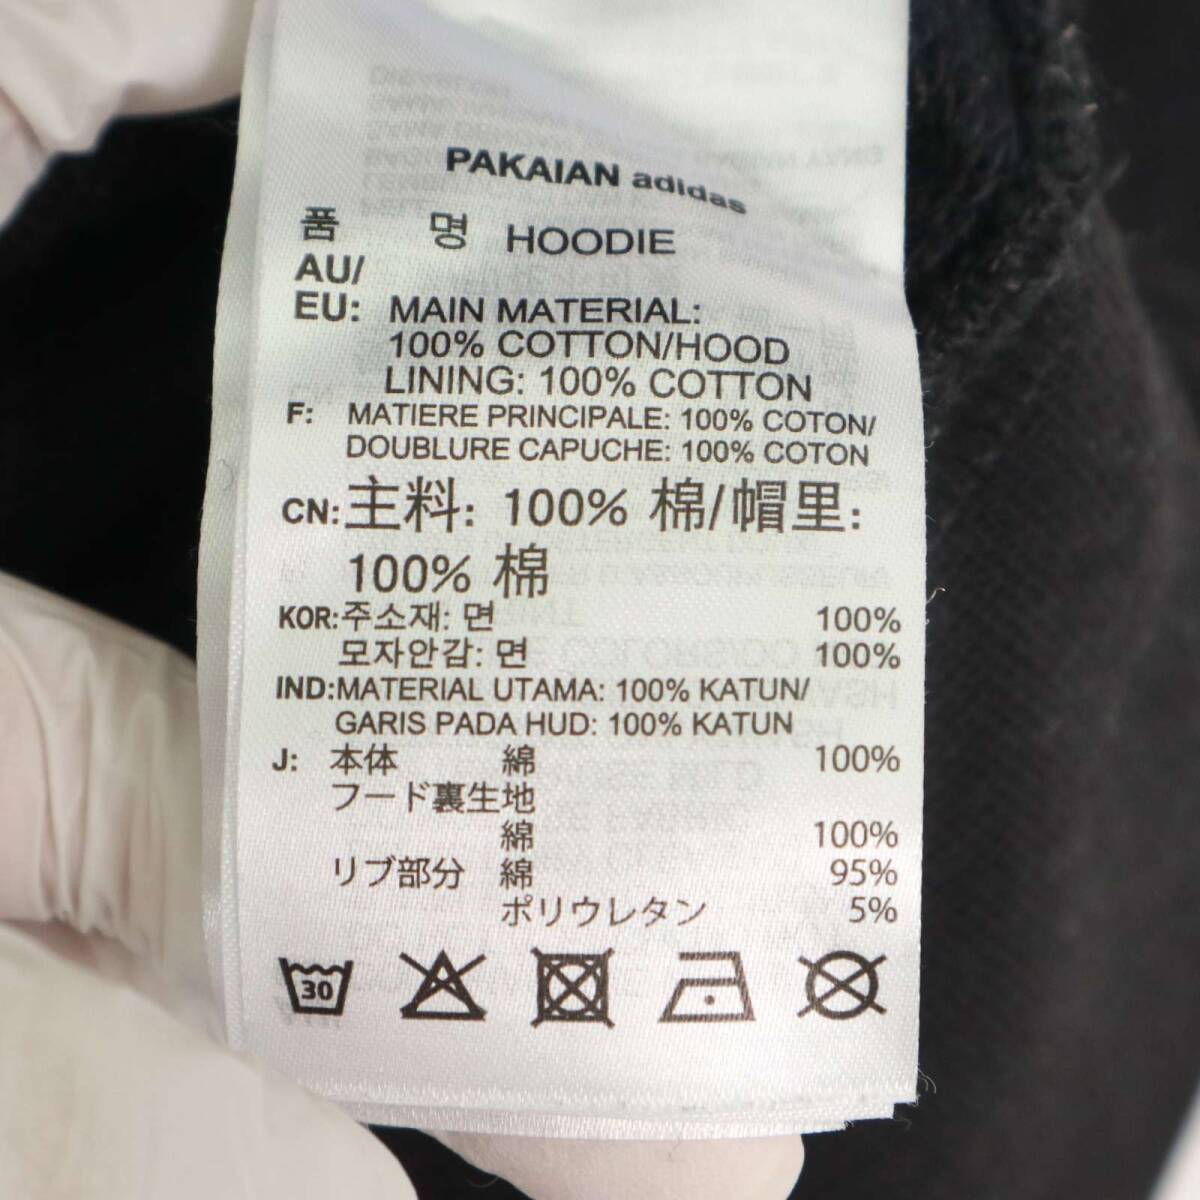 PAKAIAN adidas
품 명 HOODIE
AU/
EU: MAIN MATERIAL:
100% COTTON/HOOD
LINING: 100% COTTON
F: MATIERE PRINCIPALE: 100% COTON/
DOUBLURE CAPUCHE: 100% COTON
CN: 主料: 100% 棉/帽里:
100% 棉
KOR: 주소재: 면 100%
모자안감: 면 100%
IND: MATERIAL UTAMA: 100% KATUN/
GARIS PADA HUD: 100% KATUN
J: 本体 綿 100%
フード裏生地
綿 100%
リブ部分 綿 95%
ポリウレタン 5%
30